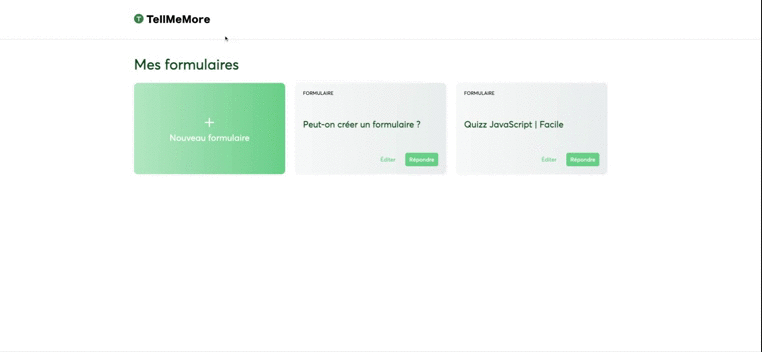 T TellMeMore
Mes formulaires
+
Nouveau formulaire
FORMULAIRE
Peut-on créer un formulaire ?
Éditer
Répondre
FORMULAIRE
Quizz JavaScript | Facile
Éditer
Répondre